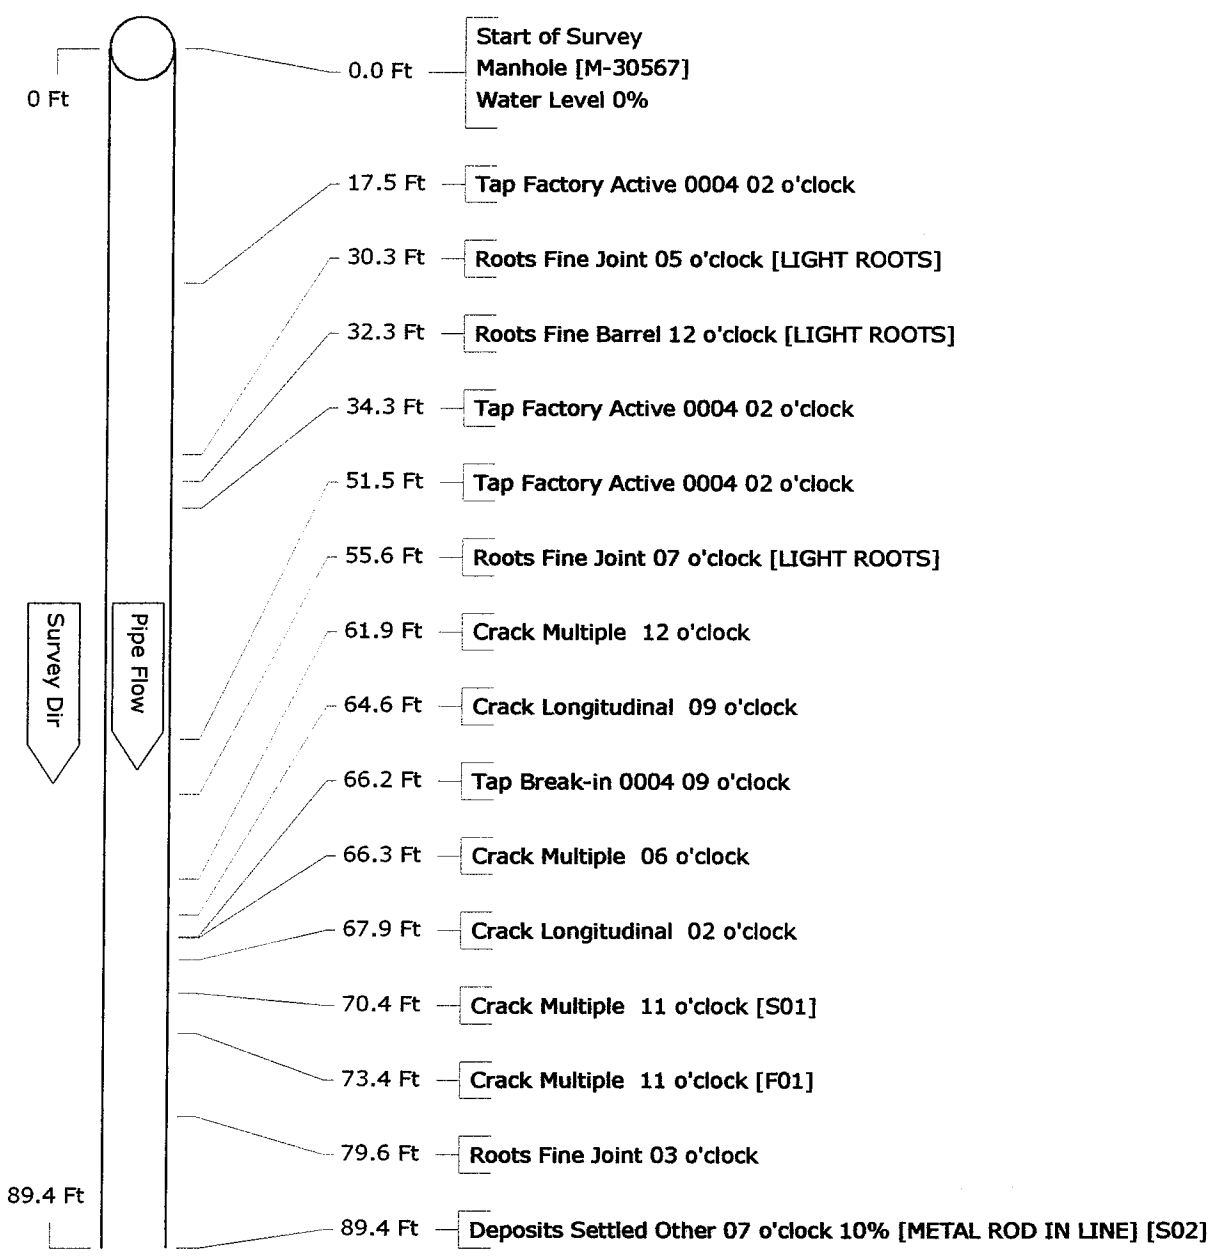 0 Ft
0.0 Ft
Start of Survey
Manhole [M-30567]
Water Level 0%
17.5 Ft Tap Factory Active 0004 02 o'clock
30.3 Ft Roots Fine Joint 05 o'clock [LIGHT ROOTS]
32.3 Ft Roots Fine Barrel 12 o'clock [LIGHT ROOTS]
34.3 Ft Tap Factory Active 0004 02 o'clock
51.5 Ft Tap Factory Active 0004 02 o'clock
55.6 Ft Roots Fine Joint 07 o'clock [LIGHT ROOTS]
Survey Dir
Pipe Flow
61.9 Ft Crack Multiple 12 o'clock
64.6 Ft Crack Longitudinal 09 o'clock
66.2 Ft Tap Break-in 0004 09 o'clock
66.3 Ft Crack Multiple 06 o'clock
67.9 Ft Crack Longitudinal 02 o'clock
70.4 Ft Crack Multiple 11 o'clock [S01]
73.4 Ft Crack Multiple 11 o'clock [F01]
79.6 Ft Roots Fine Joint 03 o'clock
89.4 Ft
89.4 Ft Deposits Settled Other 07 o'clock 10% [METAL ROD IN LINE] [S02]